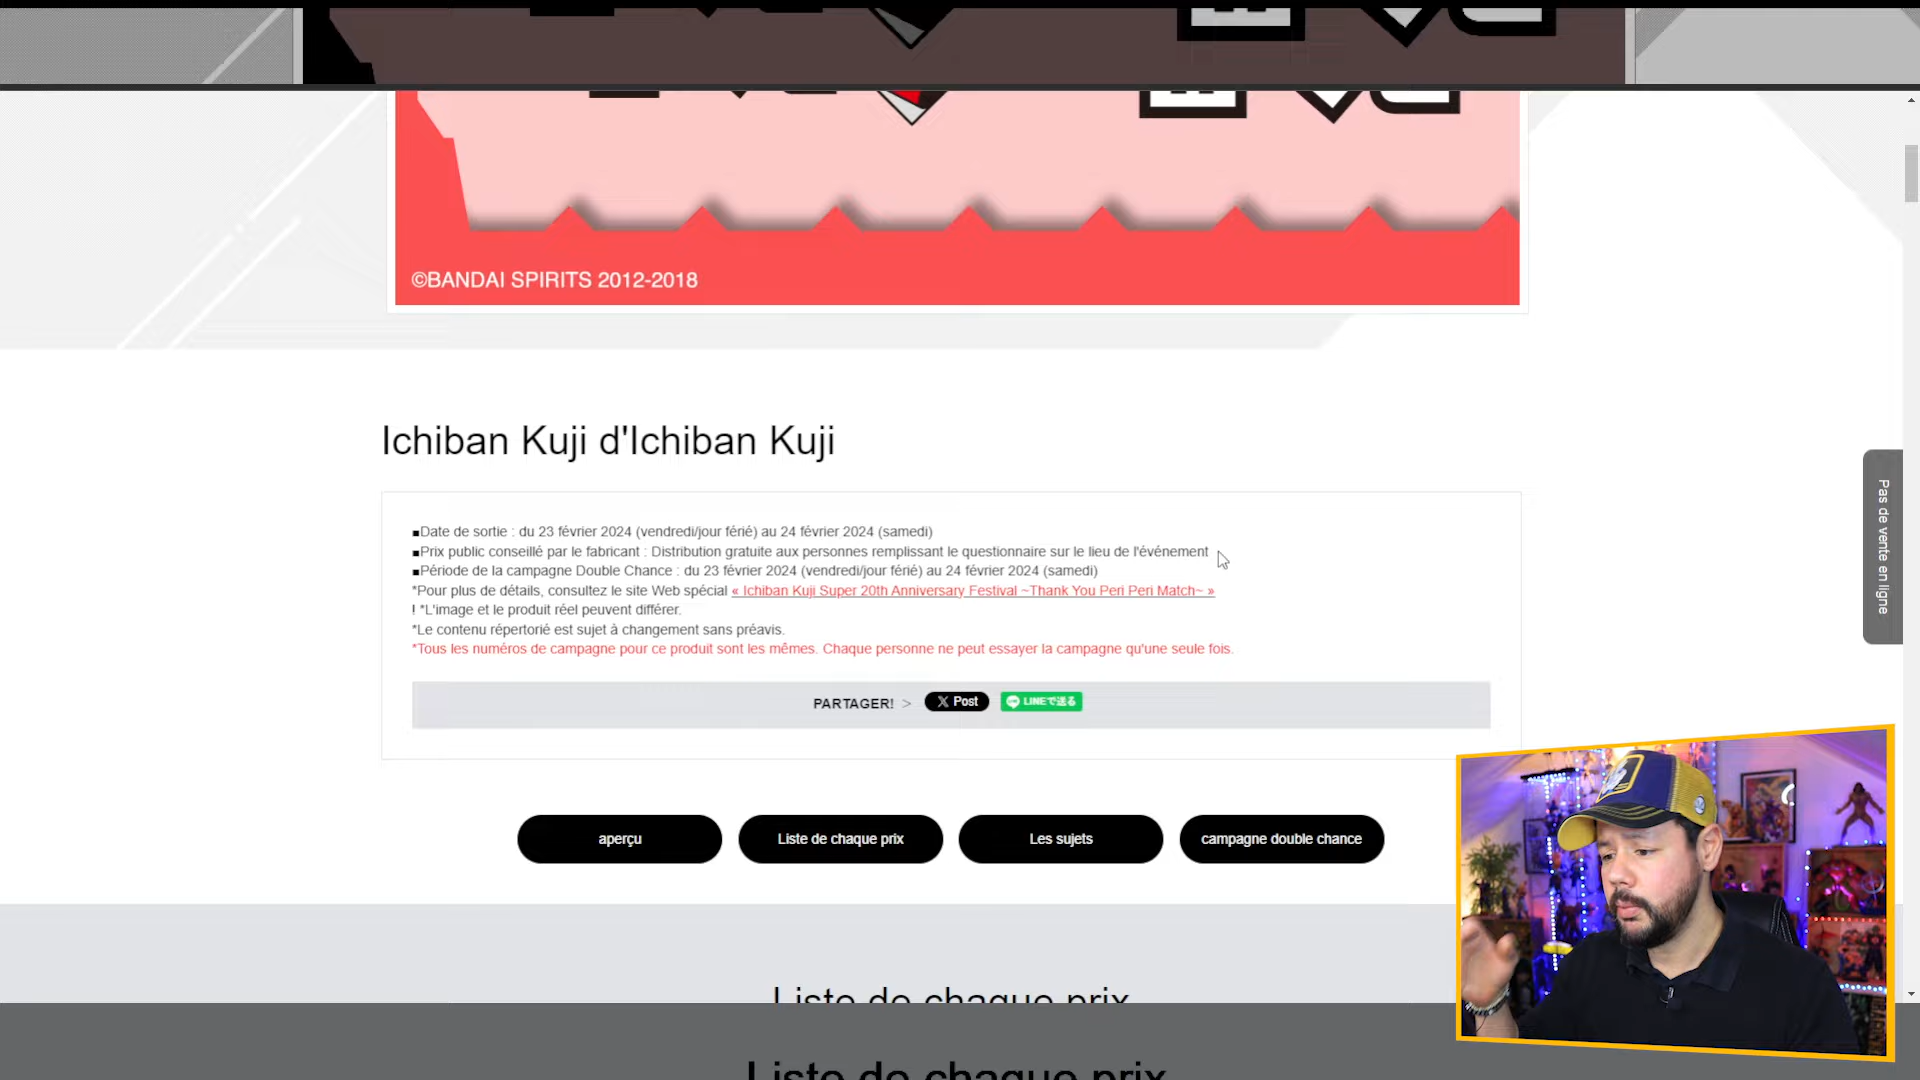 ©BANDAI SPIRITS 2012-2018
Ichiban Kuji d'Ichiban Kuji
■Date de sortie : du 23 février 2024 (vendredi/jour férié) au 24 février 2024 (samedi)
■Prix public conseillé par le fabricant : Distribution gratuite aux personnes remplissant le questionnaire sur le lieu de l'événement
■Période de la campagne Double Chance : du 23 février 2024 (vendredi/jour férié) au 24 février 2024 (samedi)
*Pour plus de détails, consultez le site Web spécial « Ichiban Kuji Super 20th Anniversary Festival ~Thank You Peri Peri Match~ »
! *L'image et le produit réel peuvent différer.
*Le contenu répertorié est sujet à changement sans préavis.
*Tous les numéros de campagne pour ce produit sont les mêmes. Chaque personne ne peut essayer la campagne qu'une seule fois.
PARTAGER! >
X Post
LINEで送る
Pas de vente en ligne
aperçu
Liste de chaque prix
Les sujets
campagne double chance
Liste de chaque prix
Liste de chaque prix